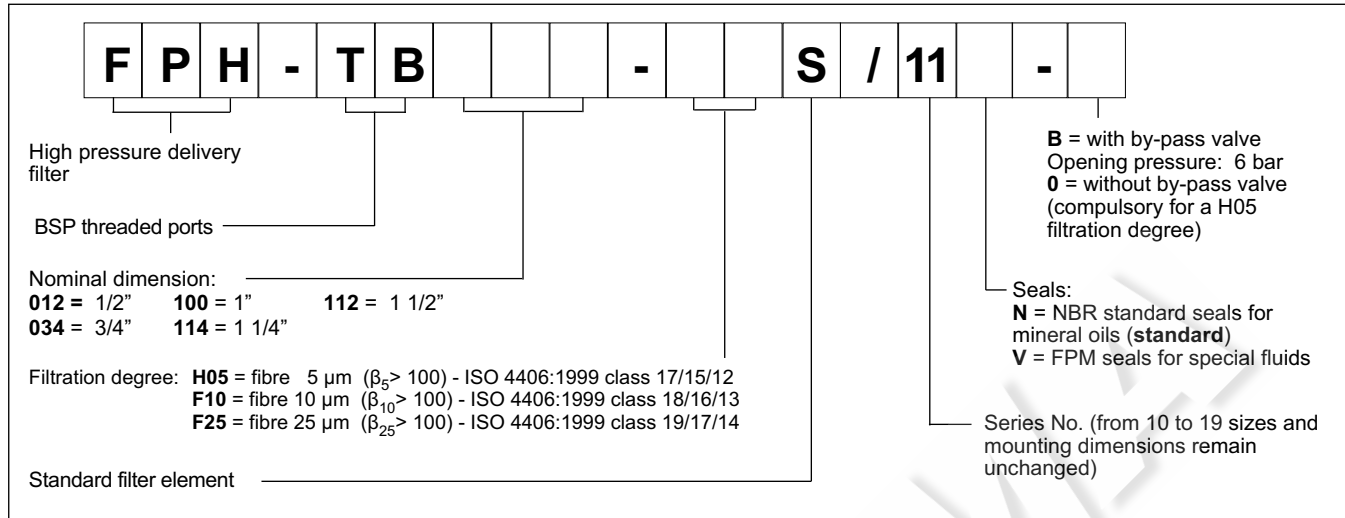 F P H - T B - S / 11 -
High pressure delivery
filter
BSP threaded ports
Nominal dimension:
012 = 1/2” 100 = 1” 112 = 1 1/2”
034 = 3/4” 114 = 1 1/4”
Filtration degree: H05 = fibre 5 µm (β5> 100) - ISO 4406:1999 class 17/15/12
F10 = fibre 10 µm (β10> 100) - ISO 4406:1999 class 18/16/13
F25 = fibre 25 µm (β25> 100) - ISO 4406:1999 class 19/17/14
Standard filter element
B = with by-pass valve
Opening pressure: 6 bar
0 = without by-pass valve
(compulsory for a H05
filtration degree)
Seals:
N = NBR standard seals for
mineral oils (standard)
V = FPM seals for special fluids
Series No. (from 10 to 19 sizes and
mounting dimensions remain
unchanged)